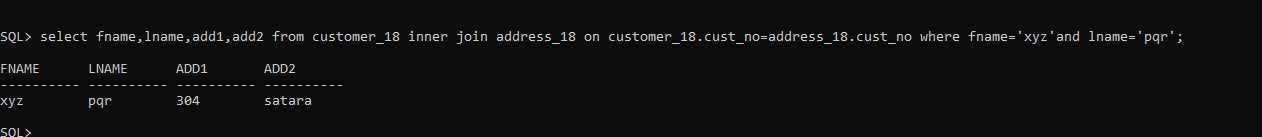 SQL> select fname,lname,add1,add2 from customer_18 inner join address_18 on customer_18.cust_no=address_18.cust_no where fname='xyz'and lname='pqr';
FNAME      LNAME      ADD1       ADD2
---------- ---------- ---------- ----------
xyz        pqr        304        satara
SQL>